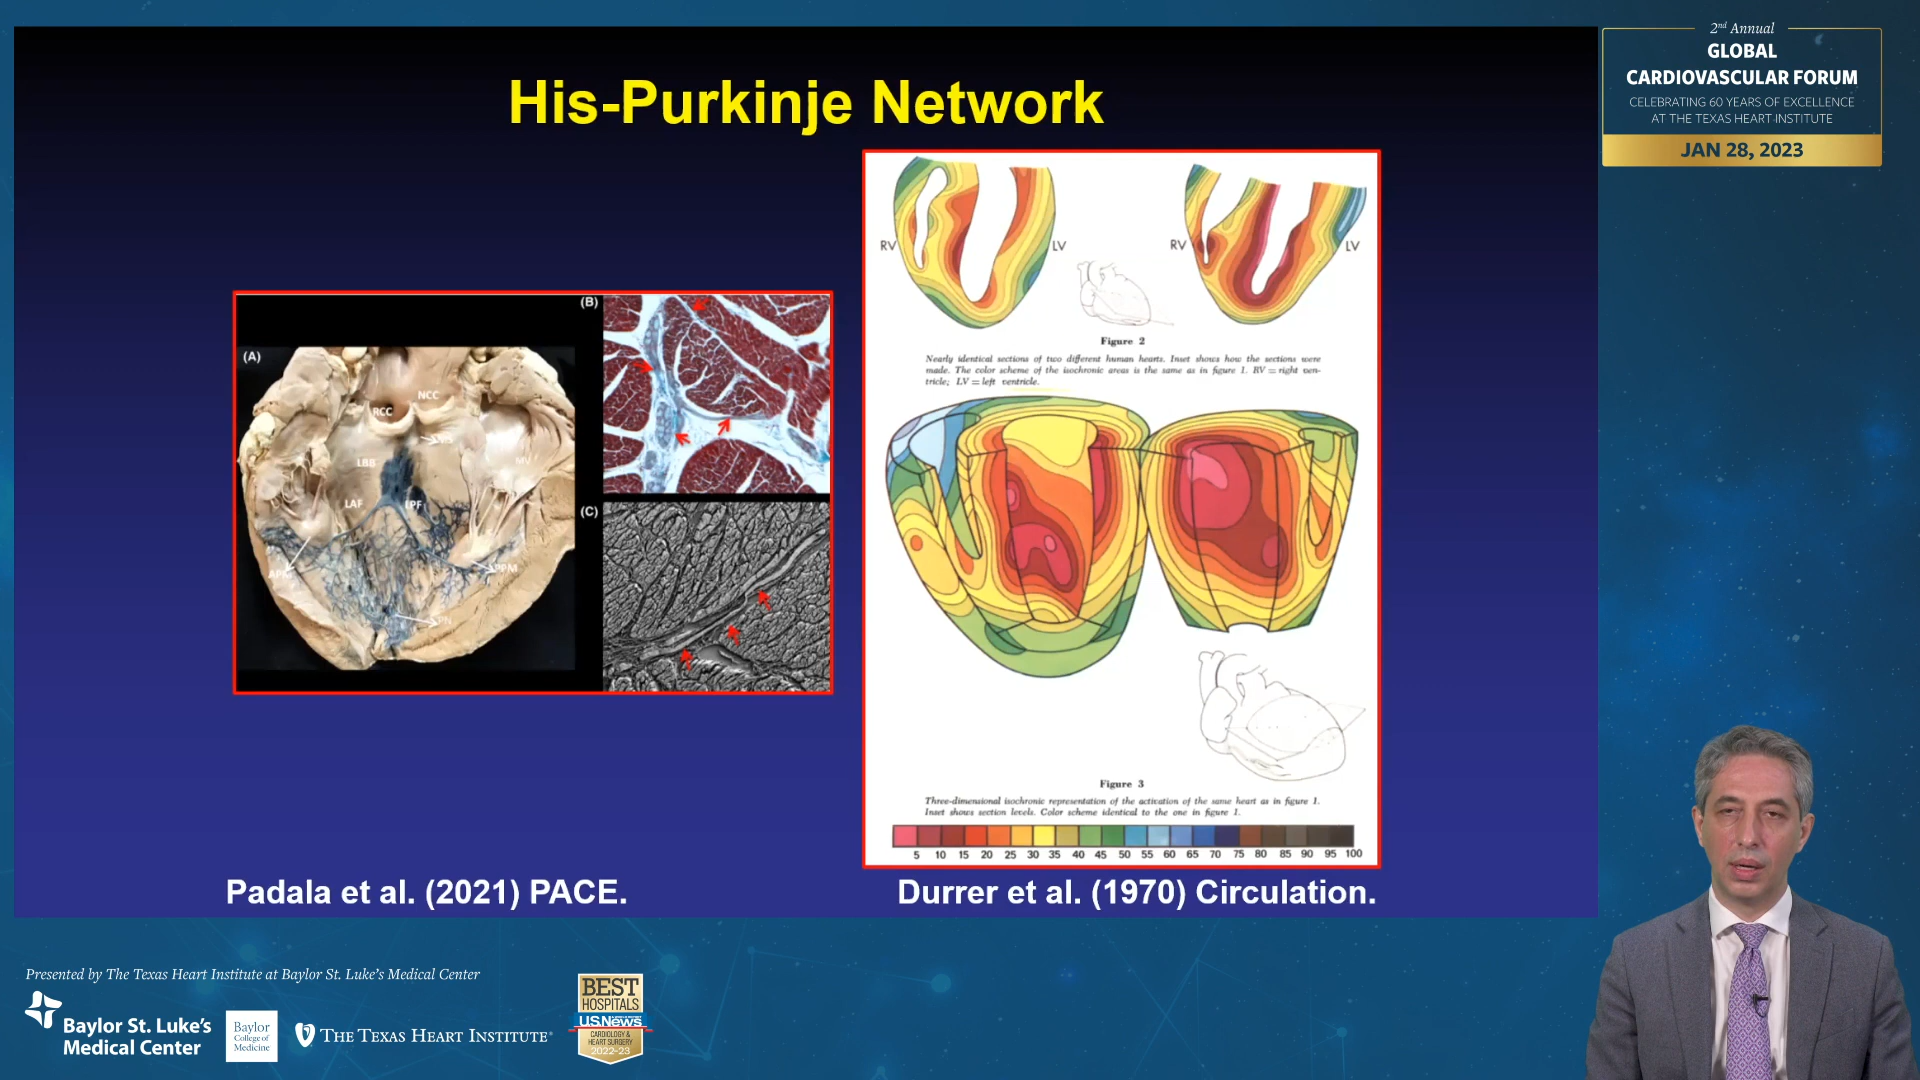 2nd Annual
GLOBAL
CARDIOVASCULAR FORUM
CELEBRATING 60 YEARS OF EXCELLENCE
AT THE TEXAS HEART INSTITUTE
JAN 28, 2023
His-Purkinje Network
(A)
RCC
NCC
LBB
LAF
LPF
PPM
PN
(B)
(C)
RV
LV
RV
LV
Figure 2
Nearly identical sections of two different human hearts. Inset shows how the sections were
made. The color scheme of the isochronic areas is the same as in figure 1. RV = right ven-
tricle; LV = left ventricle.
Figure 3
Three-dimensional isochronic representation of the activation of the same heart as in figure 1.
Inset shows section levels. Color scheme identical to the one in figure 1.
5 10 15 20 25 30 35 40 45 50 55 60 65 70 75 80 85 90 95 100
Padala et al. (2021) PACE.
Durrer et al. (1970) Circulation.
Presented by The Texas Heart Institute at Baylor St. Luke's Medical Center
Baylor St. Luke's
Medical Center
Baylor
College of
Medicine
THE TEXAS HEART INSTITUTE®
BEST
HOSPITALS
U.S.News
CARDIOLOGY &
HEART SURGERY
2022-23